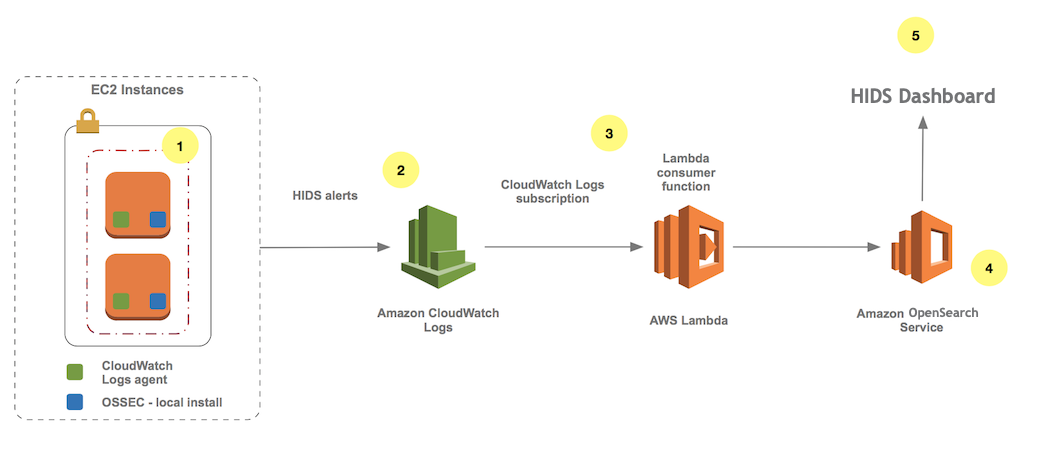 5
EC2 Instances
HIDS Dashboard
1
2
3
HIDS alerts
CloudWatch Logs
subscription
Lambda
consumer
function
4
Amazon CloudWatch
Logs
AWS Lambda
Amazon OpenSearch
Service
CloudWatch
Logs agent
OSSEC - local install